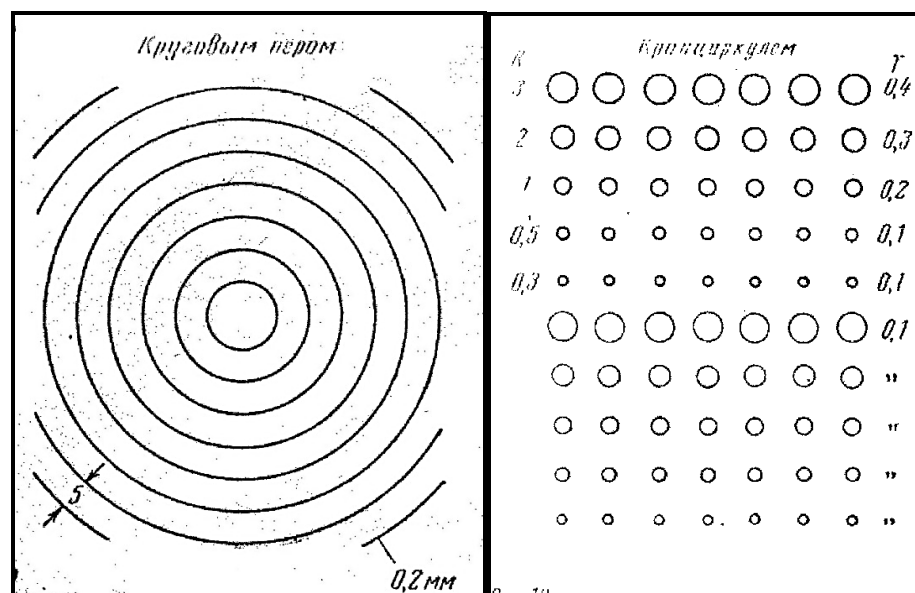 Круговым пером
5
0,2 мм
Кронциркулем
R T
3 0,4
2 0,3
1 0,2
0,5 0,1
0,3 0,1
0,1
"
"
"
"